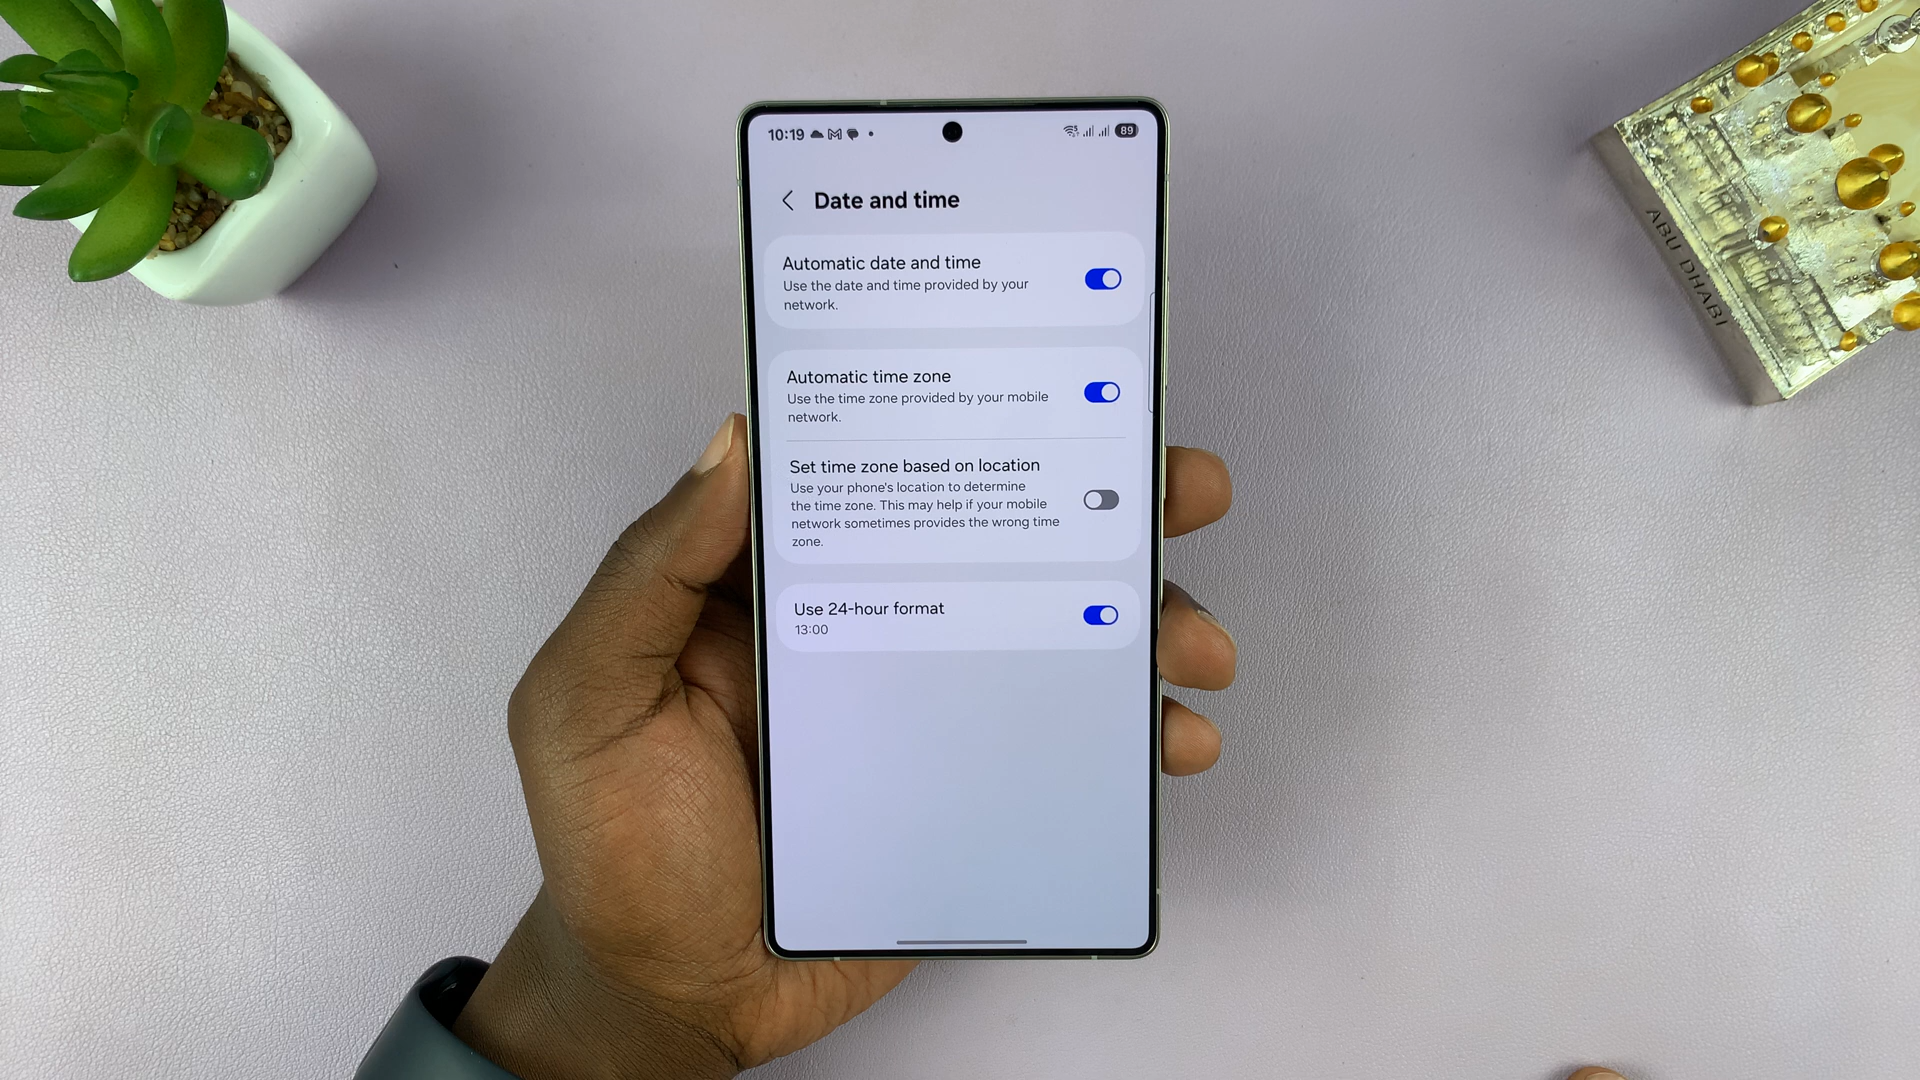 10:19
89
Date and time
Automatic date and time
Use the date and time provided by your
network.
Automatic time zone
Use the time zone provided by your mobile
network.
Set time zone based on location
Use your phone's location to determine
the time zone. This may help if your mobile
network sometimes provides the wrong time
zone.
Use 24-hour format
13:00
ABU DHABI